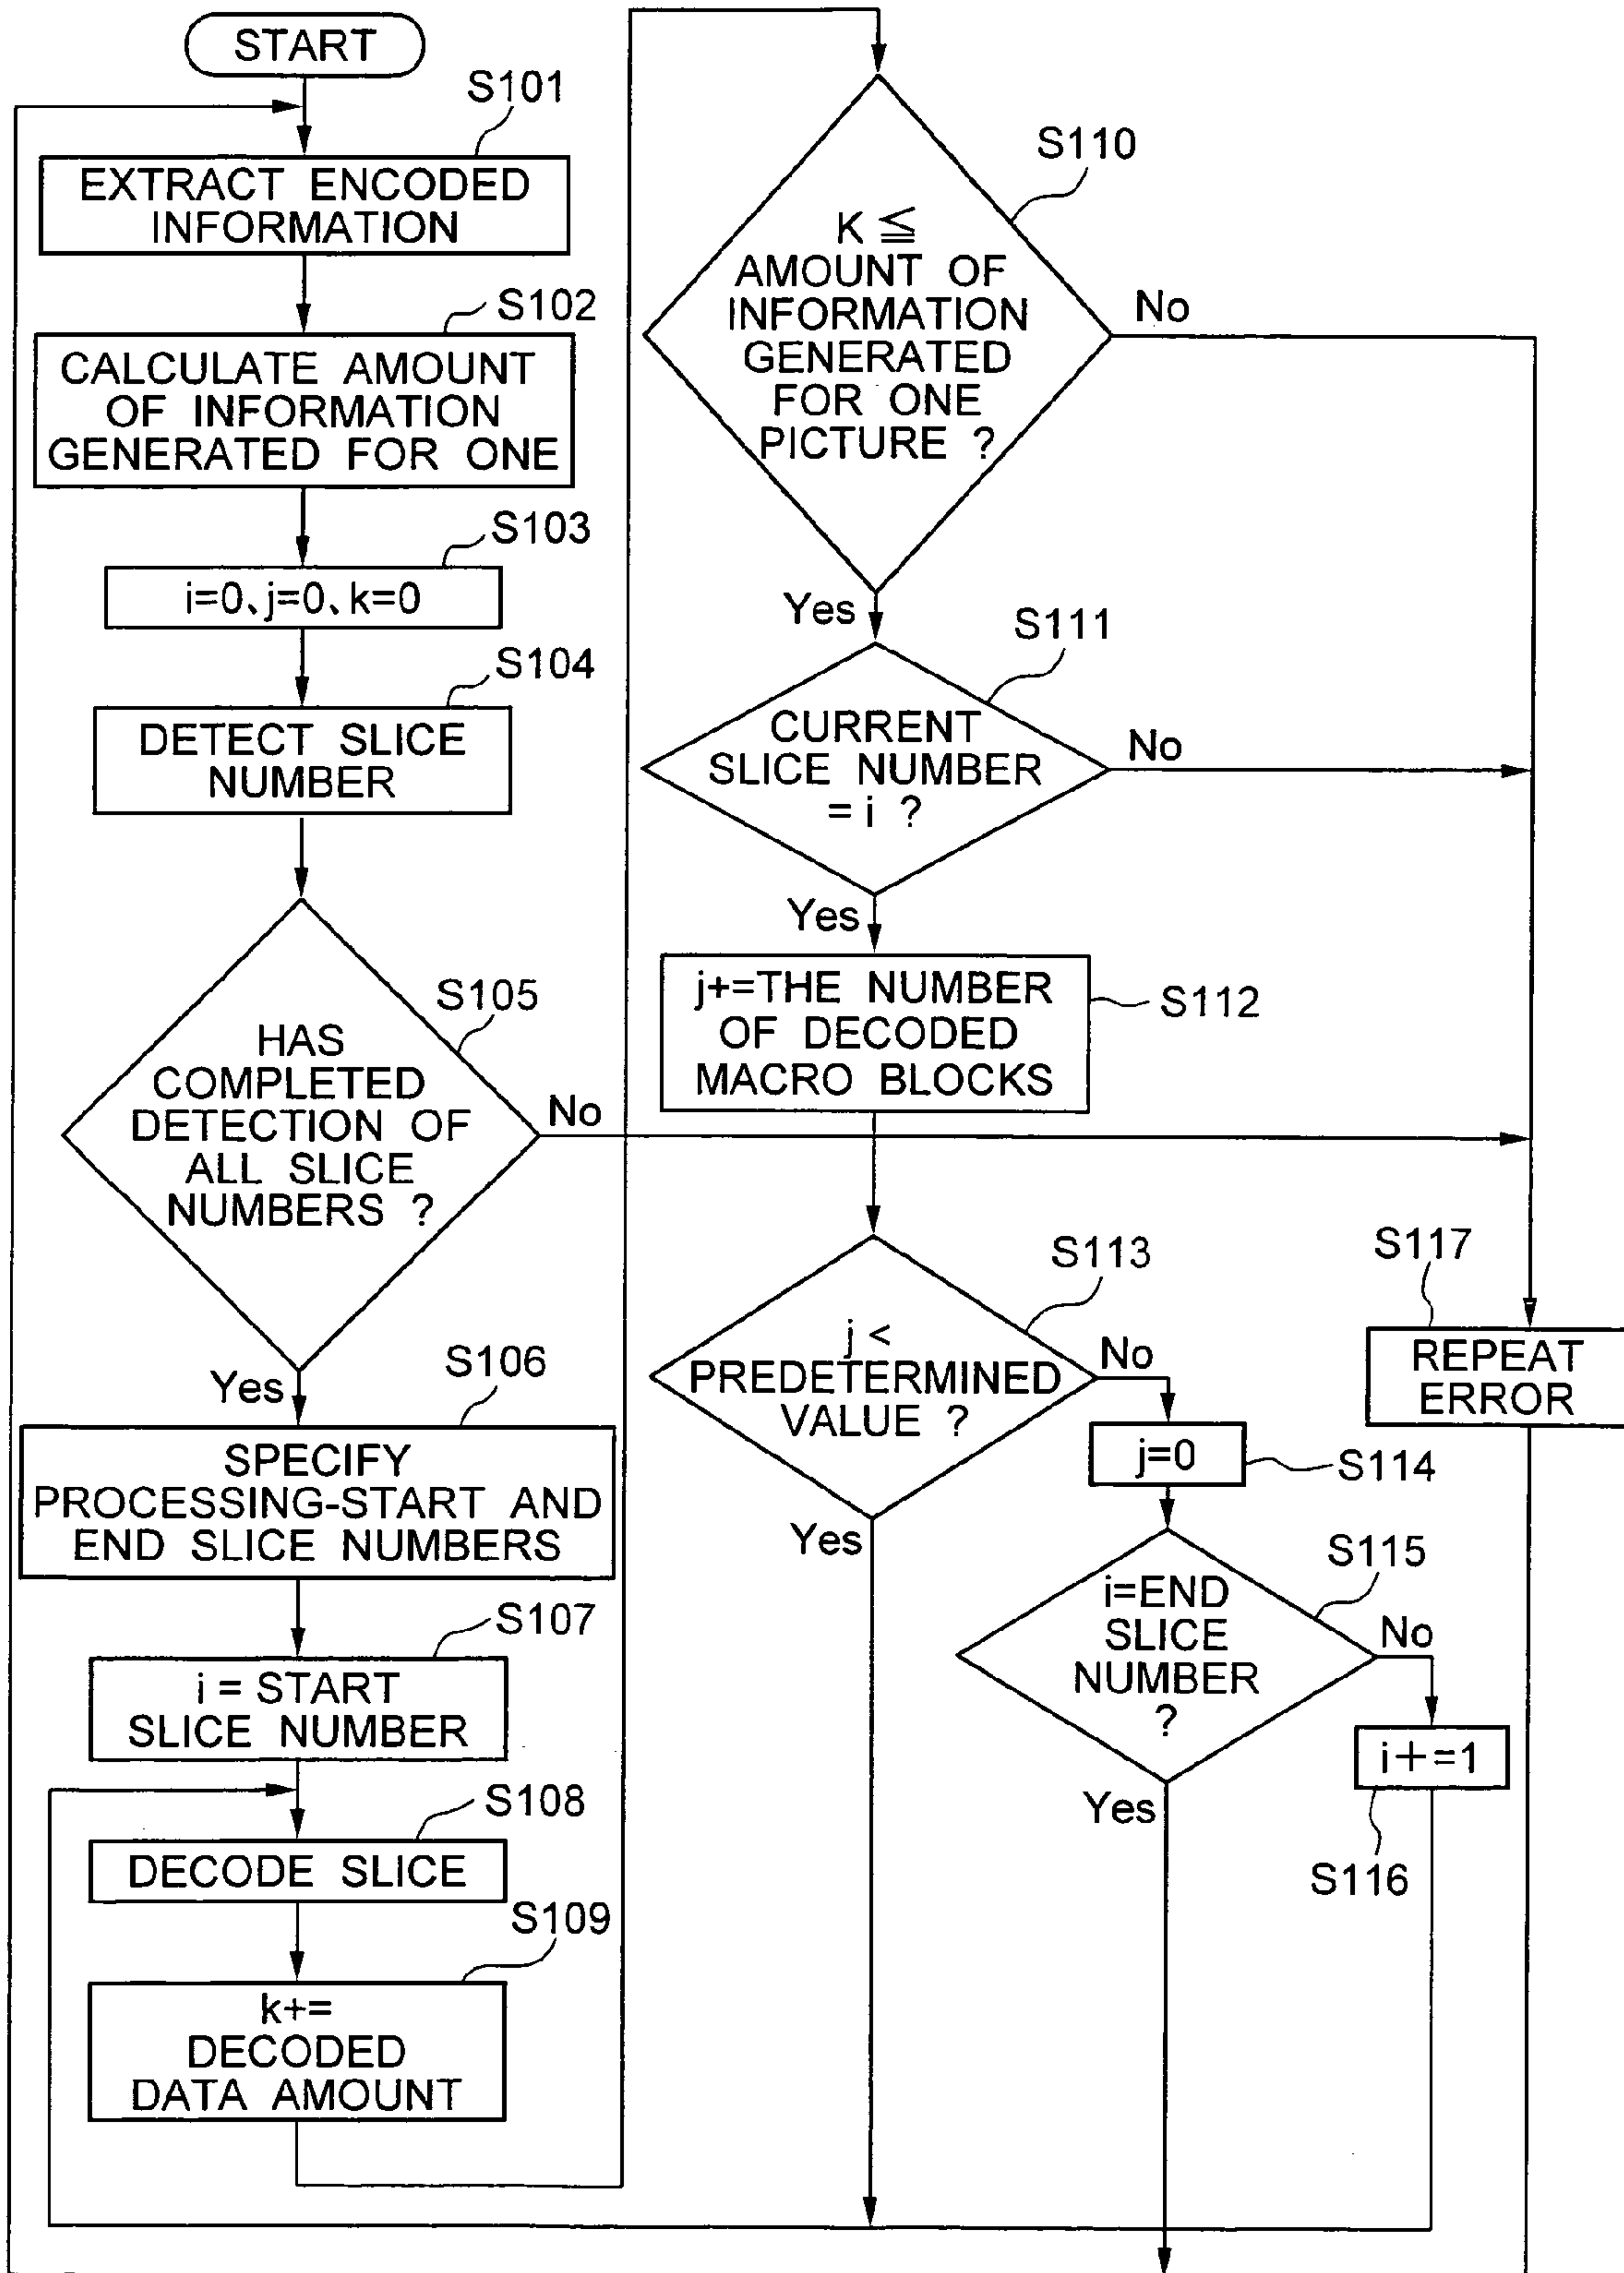 START
S101
EXTRACT ENCODED
INFORMATION
S102
CALCULATE AMOUNT
OF INFORMATION
GENERATED FOR ONE
S103
i=0、j=0、k=0
S104
DETECT SLICE
NUMBER
S105
HAS
COMPLETED
DETECTION OF
ALL SLICE
NUMBERS ?
No
Yes
S106
SPECIFY
PROCESSING-START AND
END SLICE NUMBERS
S107
i = START
SLICE NUMBER
S108
DECODE SLICE
S109
k+=
DECODED
DATA AMOUNT
S110
K ≦
AMOUNT OF
INFORMATION
GENERATED
FOR ONE
PICTURE ?
No
Yes
S111
CURRENT
SLICE NUMBER
= i ?
No
Yes
j+=THE NUMBER
OF DECODED
MACRO BLOCKS
S112
S113
j <
PREDETERMINED
VALUE ?
No
Yes
j=0
S114
S115
i=END
SLICE
NUMBER
?
No
Yes
i+=1
S116
S117
REPEAT
ERROR